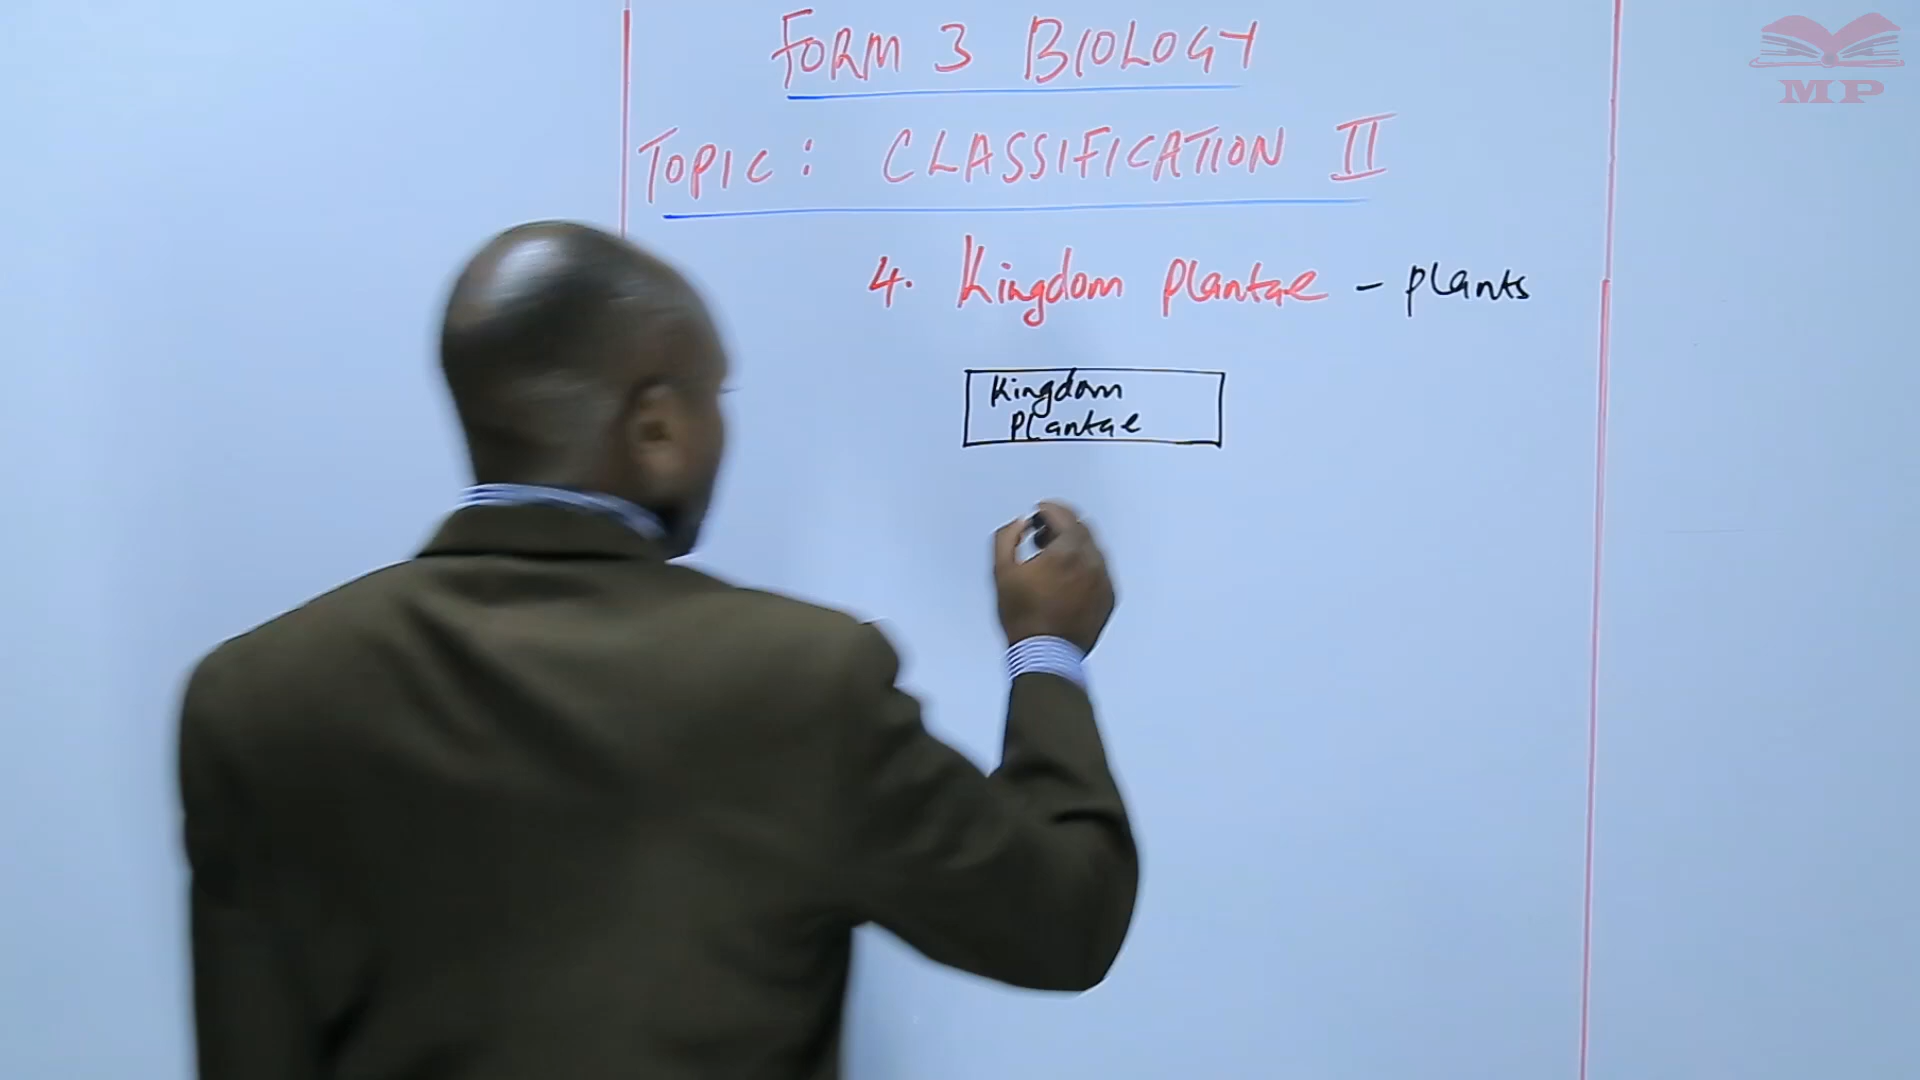 FORM 3 BIOLOGY
TOPIC: CLASSIFICATION II
4. Kingdom plantae - plants
Kingdom
Plantae
MP